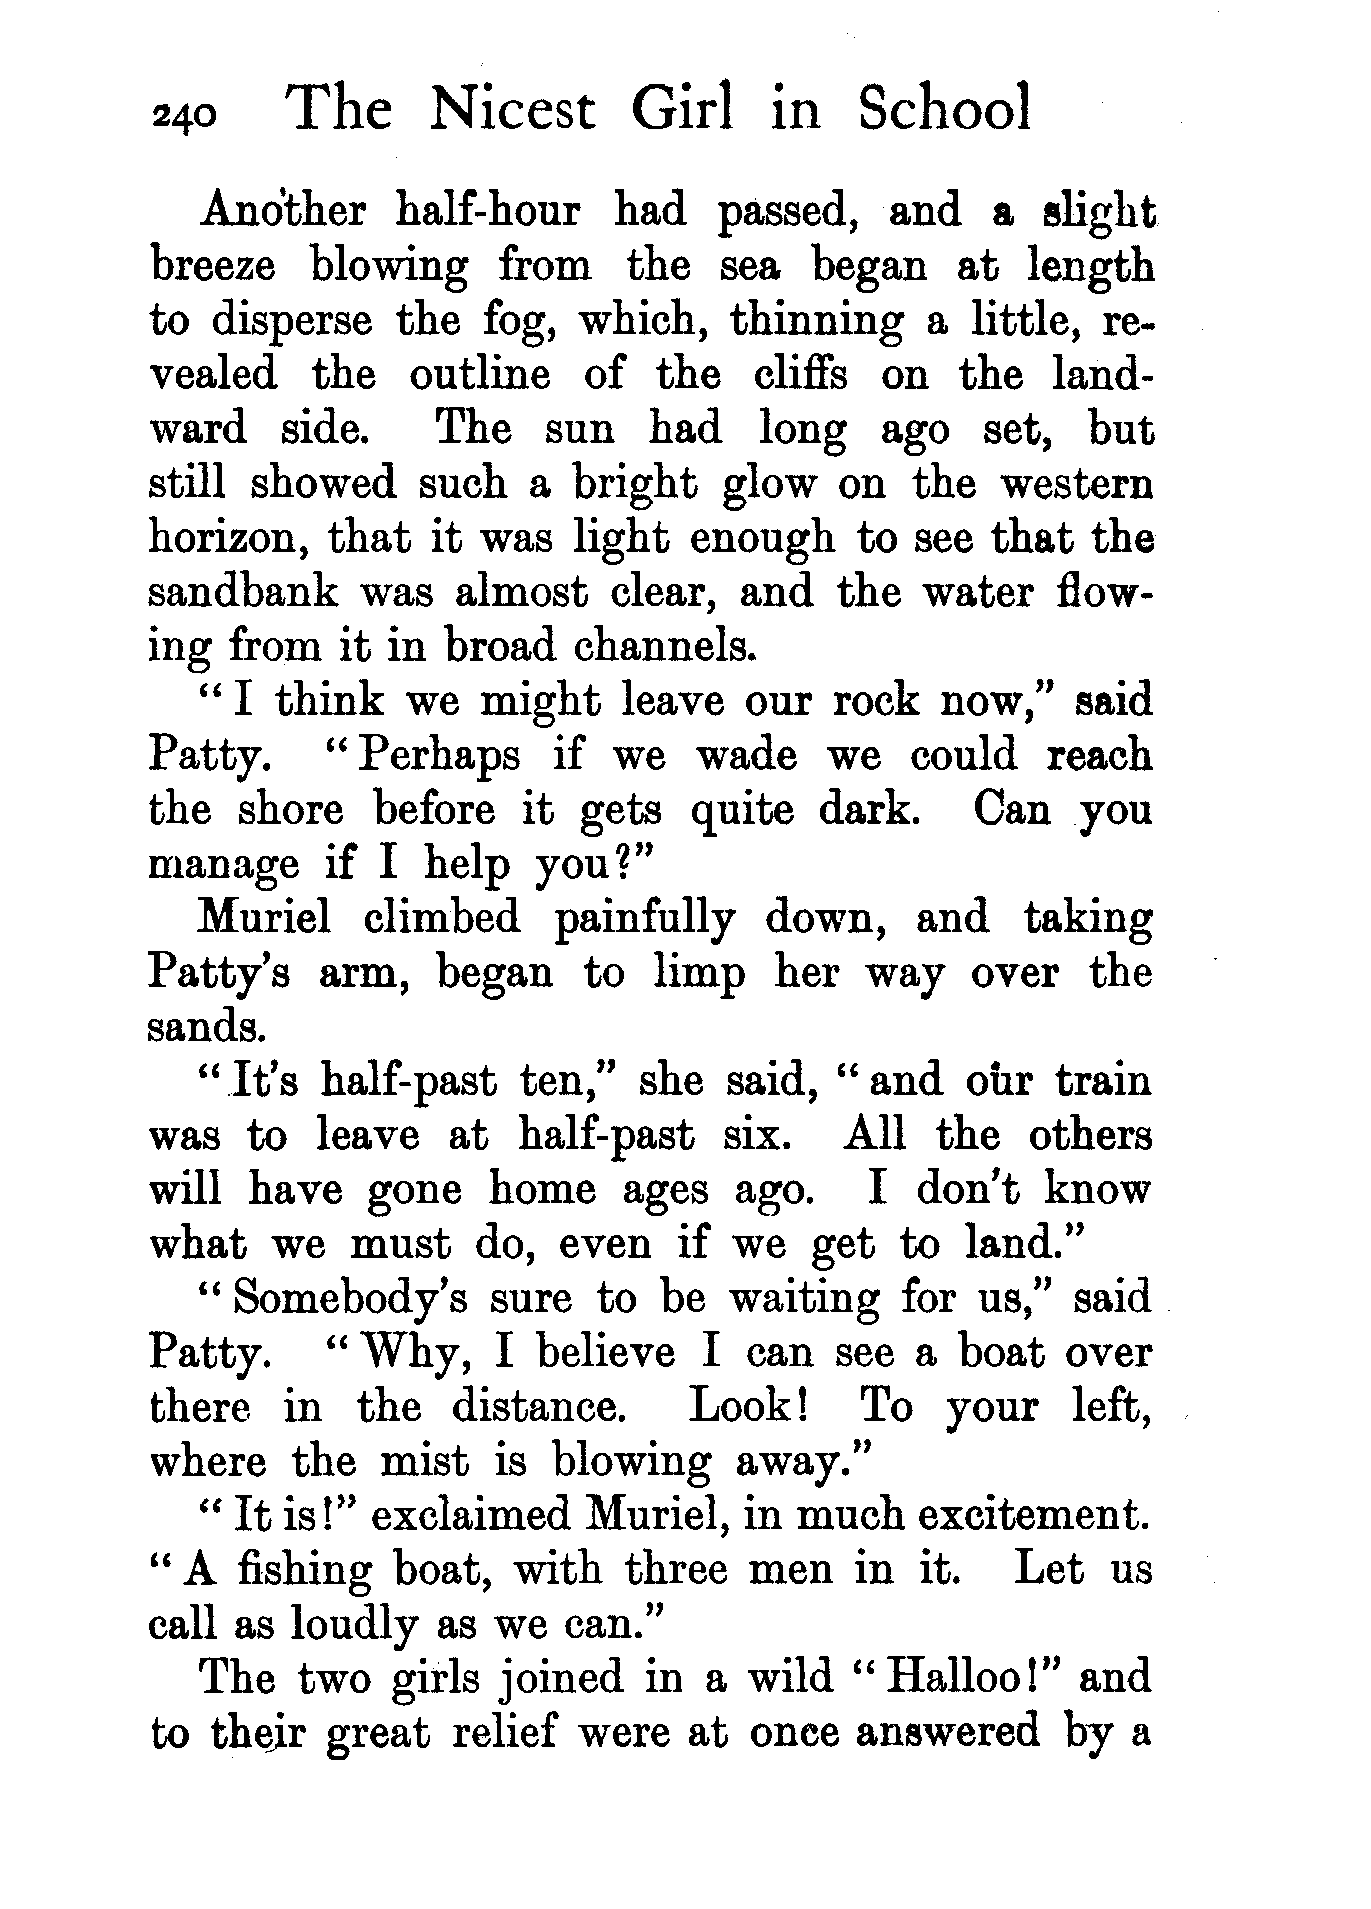 240 The Nicest Girl in School
Another half-hour had passed, and a slight
breeze blowing from the sea began at length
to disperse the fog, which, thinning a little, re-
vealed the outline of the cliffs on the land-
ward side. The sun had long ago set, but
still showed such a bright glow on the western
horizon, that it was light enough to see that the
sandbank was almost clear, and the water flow-
ing from it in broad channels.
“I think we might leave our rock now,” said
Patty. “Perhaps if we wade we could reach
the shore before it gets quite dark. Can you
manage if I help you?”
Muriel climbed painfully down, and taking
Patty’s arm, began to limp her way over the
sands.
“It’s half-past ten,” she said, “and our train
was to leave at half-past six. All the others
will have gone home ages ago. I don’t know
what we must do, even if we get to land.”
“Somebody’s sure to be waiting for us,” said
Patty. “Why, I believe I can see a boat over
there in the distance. Look! To your left,
where the mist is blowing away.”
“It is!” exclaimed Muriel, in much excitement.
“A fishing boat, with three men in it. Let us
call as loudly as we can.”
The two girls joined in a wild “Halloo!” and
to their great relief were at once answered by a